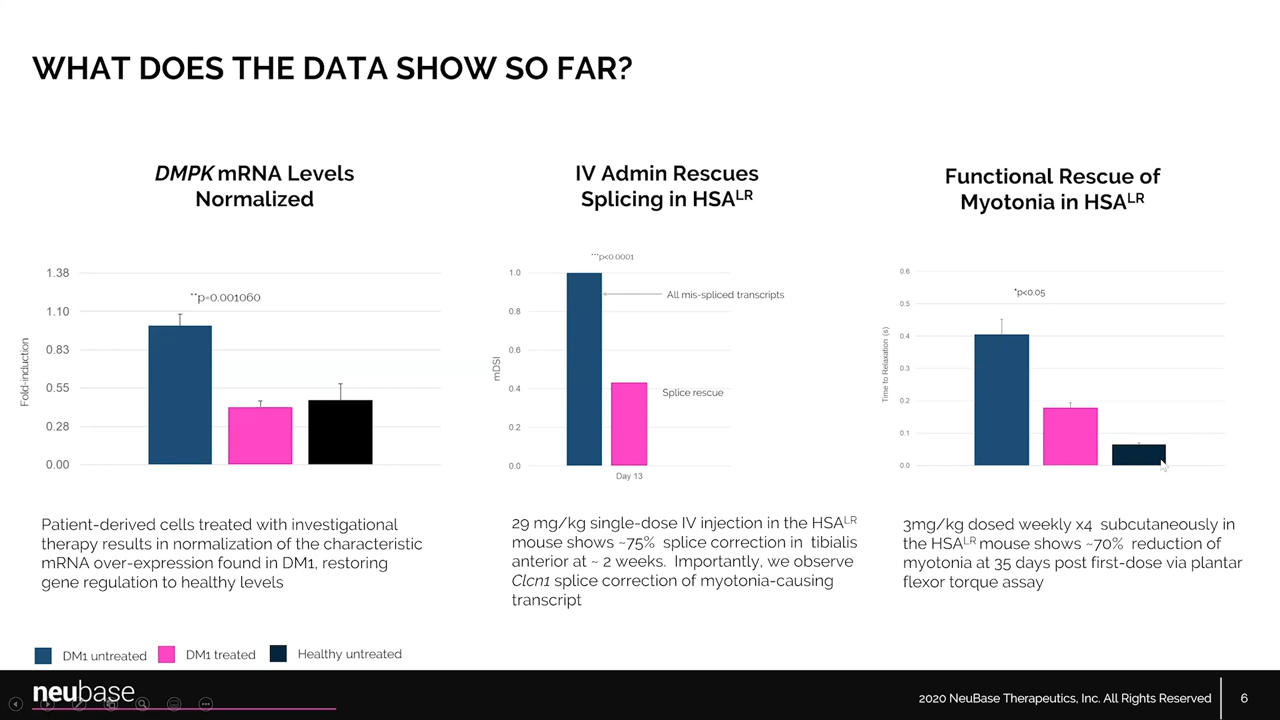 WHAT DOES THE DATA SHOW SO FAR?
DMPK mRNA Levels
Normalized
1.38
1.10
0.83
0.55
0.28
0.00
Fold-induction
**p=0.001060
Patient-derived cells treated with investigational
therapy results in normalization of the characteristic
mRNA over-expression found in DM1, restoring
gene regulation to healthy levels
IV Admin Rescues
Splicing in HSALR
***p<0.0001
1.0
0.8
0.6
0.4
0.2
0.0
mDSI
All mis-spliced transcripts
Splice rescue
Day 13
29 mg/kg single-dose IV injection in the HSALR
mouse shows ~75% splice correction in tibialis
anterior at ~ 2 weeks. Importantly, we observe
Clcn1 splice correction of myotonia-causing
transcript
Functional Rescue of
Myotonia in HSALR
0.6
0.5
0.4
0.3
0.2
0.1
0.0
Time to Relaxation (s)
*p<0.05
3mg/kg dosed weekly x4 subcutaneously in
the HSALR mouse shows ~70% reduction of
myotonia at 35 days post first-dose via plantar
flexor torque assay
DM1 untreated DM1 treated Healthy untreated
neubase
2020 NeuBase Therapeutics, Inc. All Rights Reserved 6